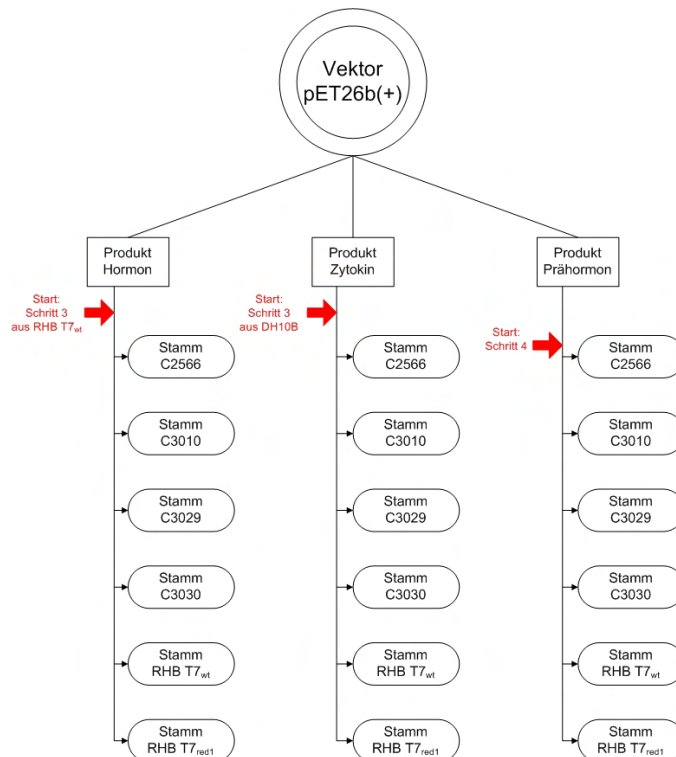 Vektor
pET26b(+)
Produkt
Hormon
Produkt
Zytokin
Produkt
Prähormon
Start:
Schritt 3
aus RHB T7wt
Start:
Schritt 3
aus DH10B
Start:
Schritt 4
Stamm
C2566
Stamm
C2566
Stamm
C2566
Stamm
C3010
Stamm
C3010
Stamm
C3010
Stamm
C3029
Stamm
C3029
Stamm
C3029
Stamm
C3030
Stamm
C3030
Stamm
C3030
Stamm
RHB T7wt
Stamm
RHB T7wt
Stamm
RHB T7wt
Stamm
RHB T7red1
Stamm
RHB T7red1
Stamm
RHB T7red1